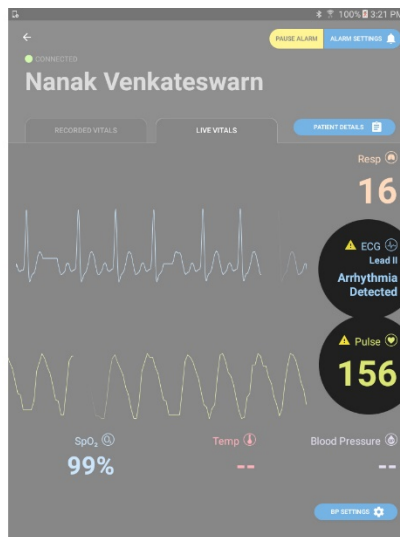 100% 3:21 PM
PAUSE ALARM
ALARM SETTINGS
CONNECTED
Nanak Venkateswarn
RECORDED VITALS
LIVE VITALS
PATIENT DETAILS
Resp
16
ECG
Lead II
Arrhythmia
Detected
Pulse
156
SpO₂
99%
Temp
--
Blood Pressure
--
BP SETTINGS